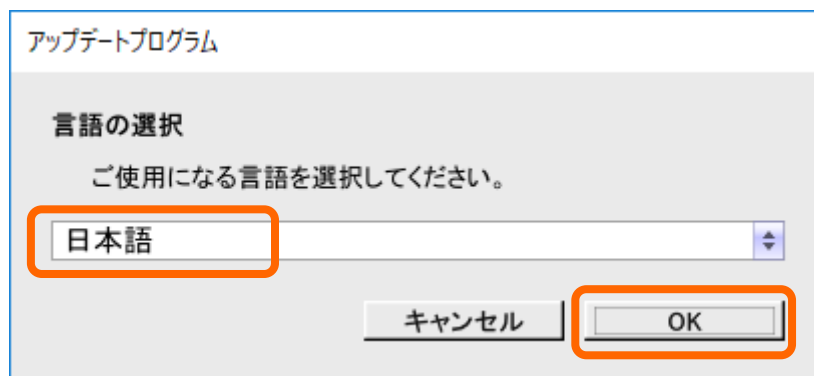 アップデートプログラム
言語の選択
ご使用になる言語を選択してください。
日本語
キャンセル
OK